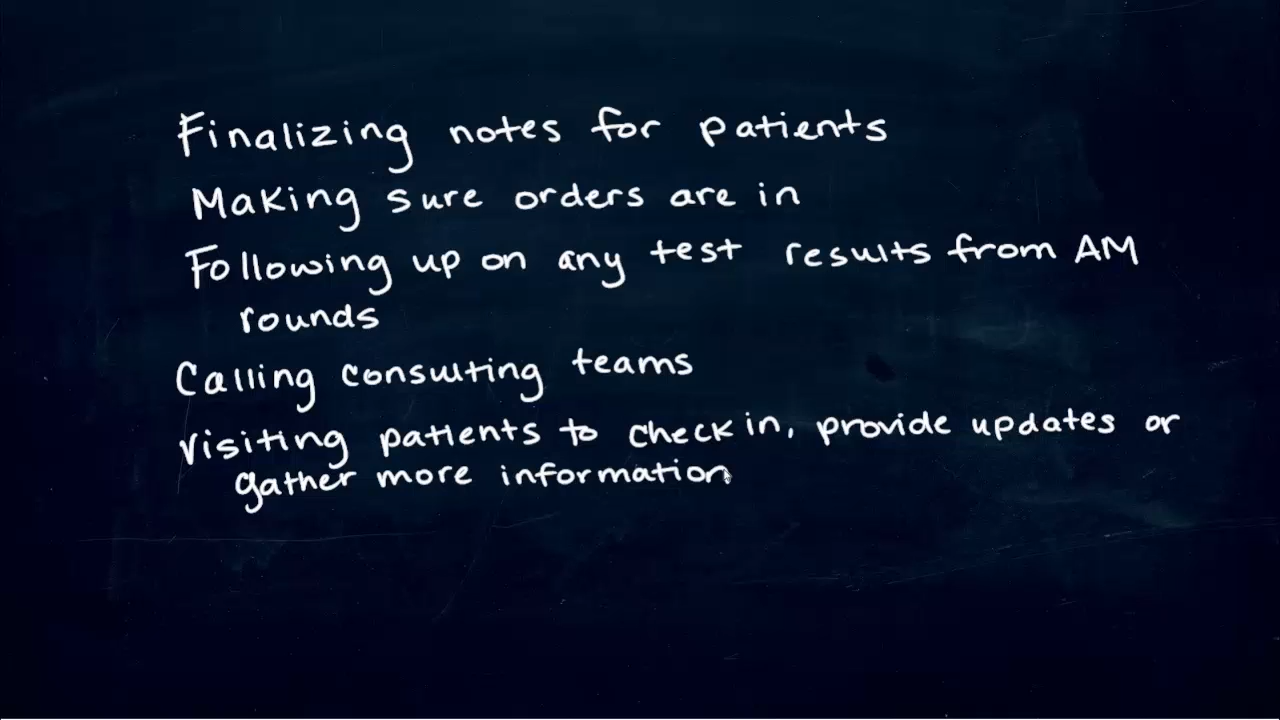 Finalizing notes for patients
Making sure orders are in
Following up on any test results from AM
rounds
Calling consulting teams
Visiting patients to check in, provide updates or
gather more information